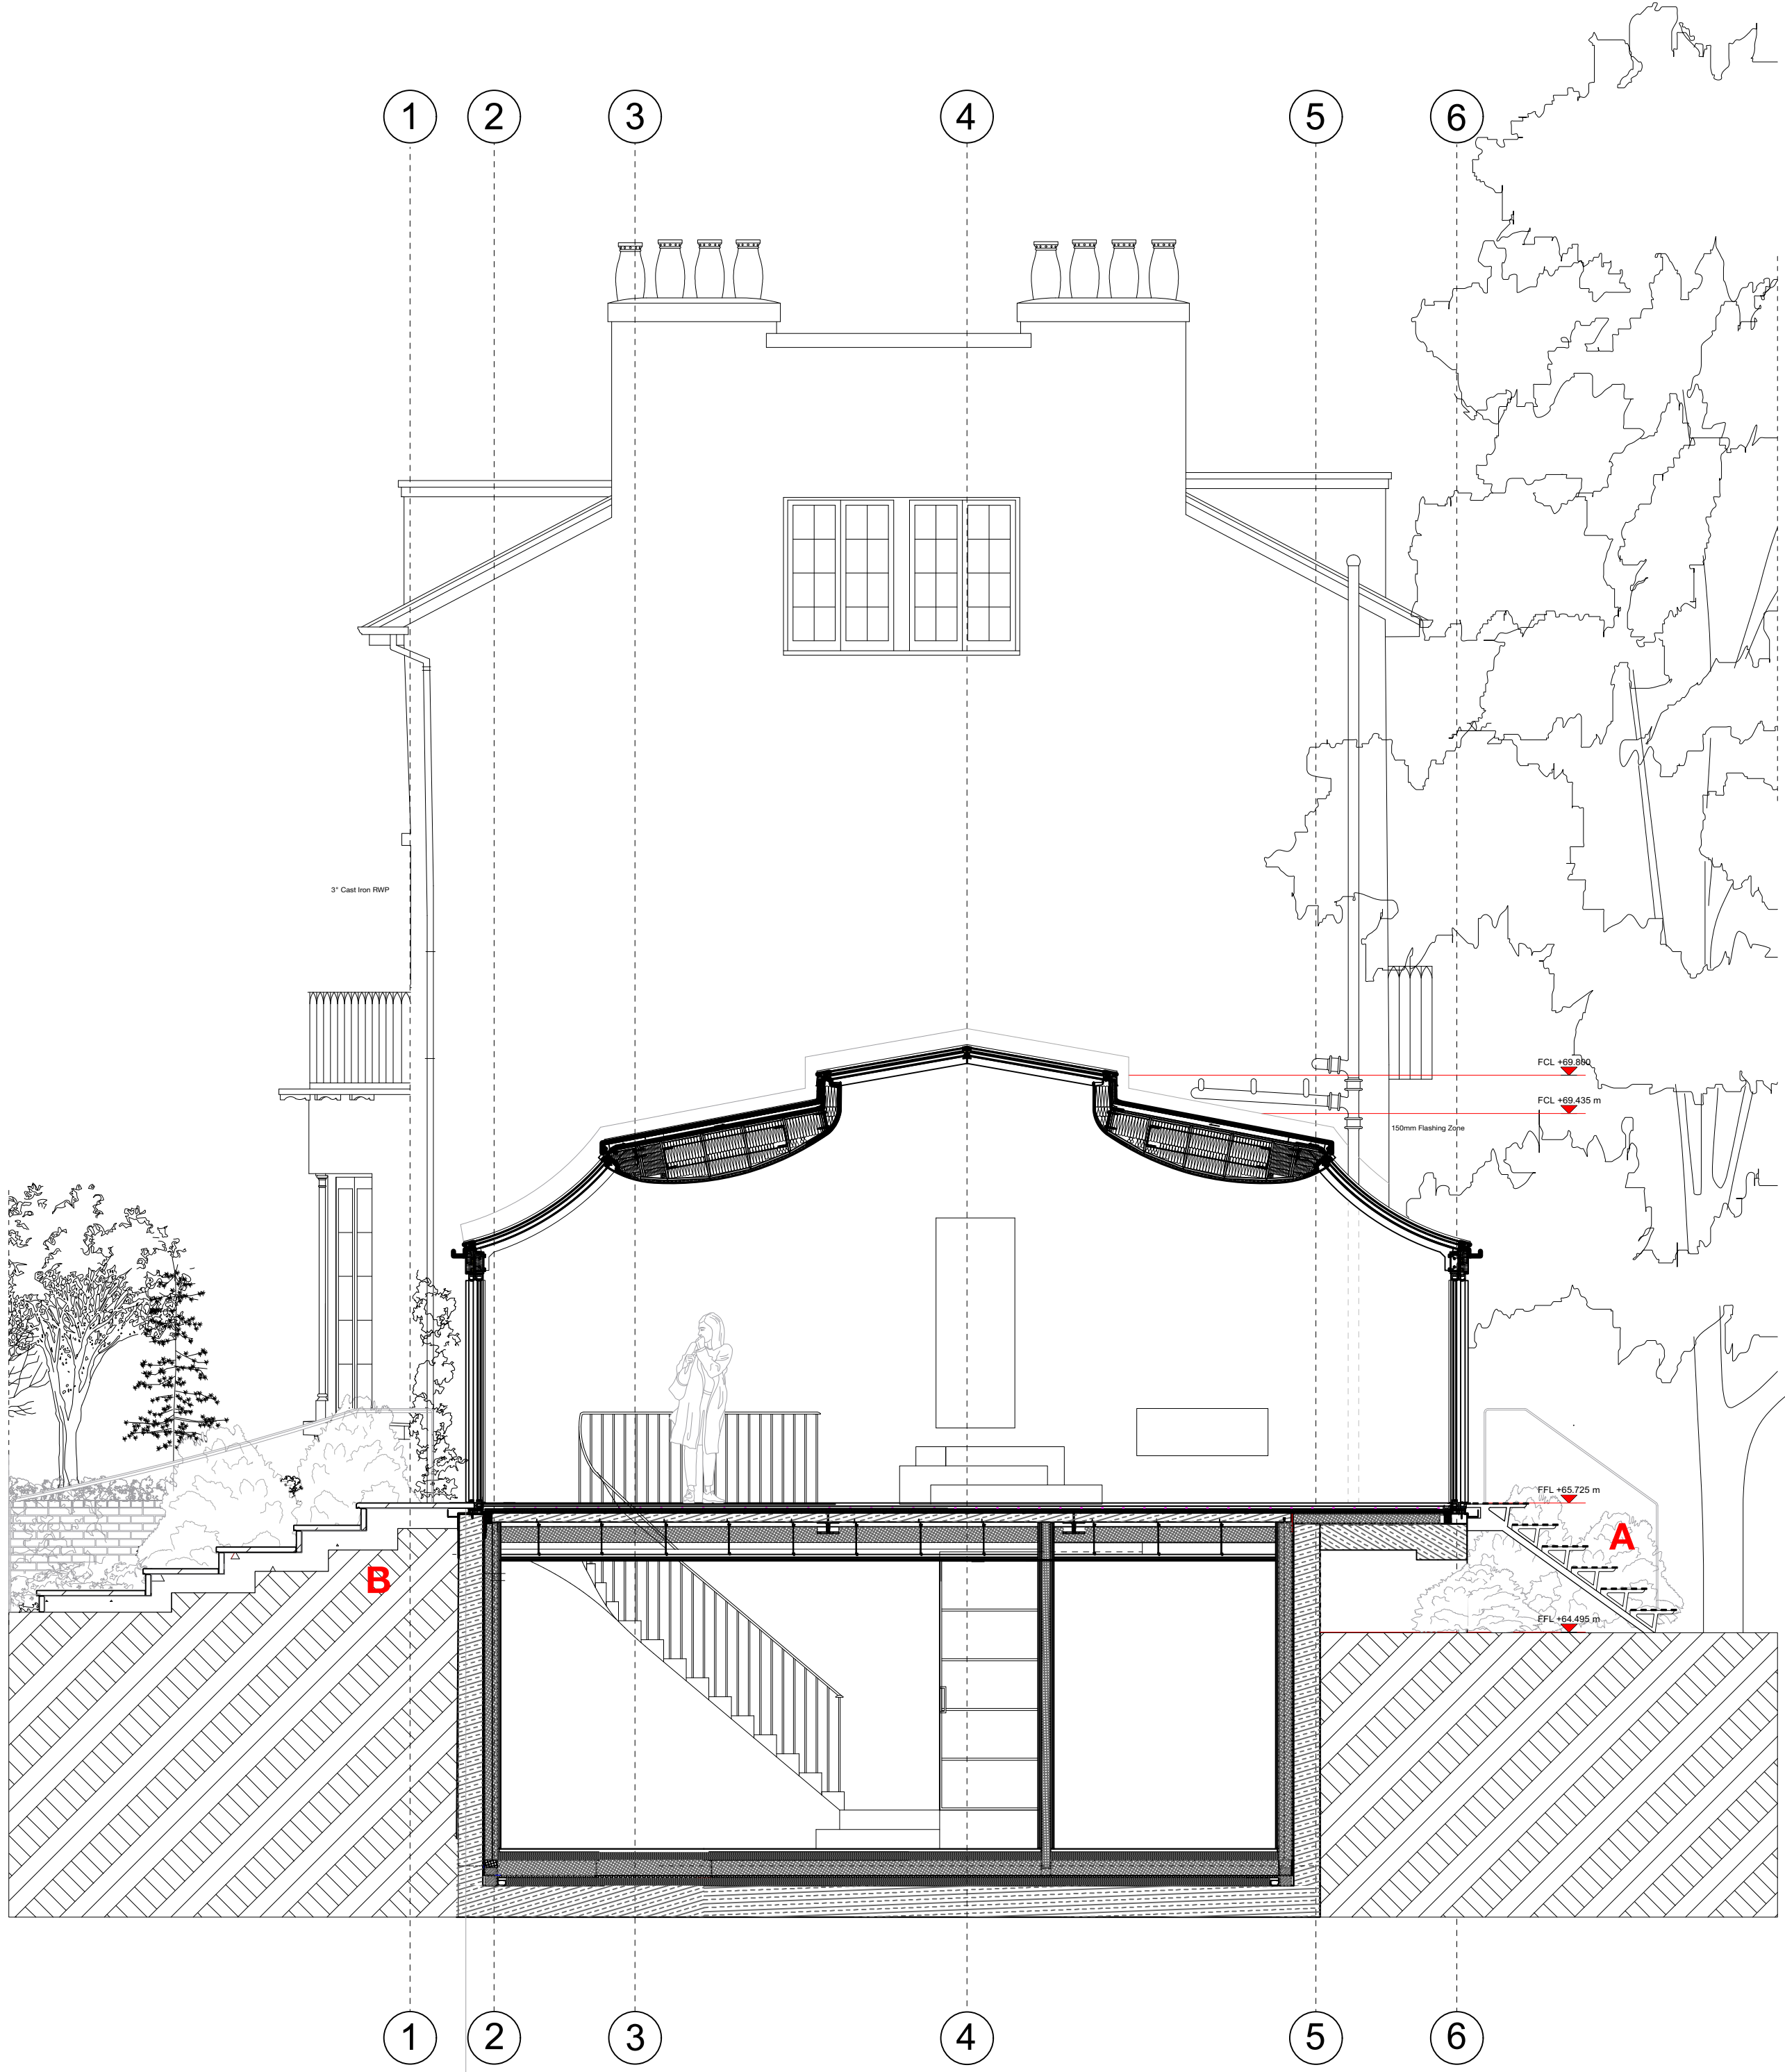 1 2 3 4 5 6
3" Cast Iron RWP
FCL +69.800
FCL +69.435 m
150mm Flashing Zone
FFL +65.725 m
A
B
FFL +64.495 m
1 2 3 4 5 6